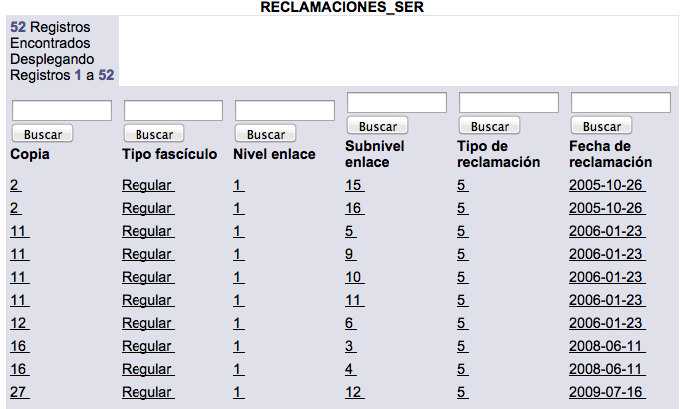 RECLAMACIONES_SER
52 Registros
Encontrados
Desplegando
Registros 1 a 52
Buscar Buscar Buscar Buscar Buscar Buscar
Copia Tipo fascículo Nivel enlace Subnivel enlace Tipo de reclamación Fecha de reclamación
2 Regular 1 15 5 2005-10-26
2 Regular 1 16 5 2005-10-26
11 Regular 1 5 5 2006-01-23
11 Regular 1 9 5 2006-01-23
11 Regular 1 10 5 2006-01-23
11 Regular 1 11 5 2006-01-23
12 Regular 1 6 5 2006-01-23
16 Regular 1 3 5 2008-06-11
16 Regular 1 4 5 2008-06-11
27 Regular 1 12 5 2009-07-16